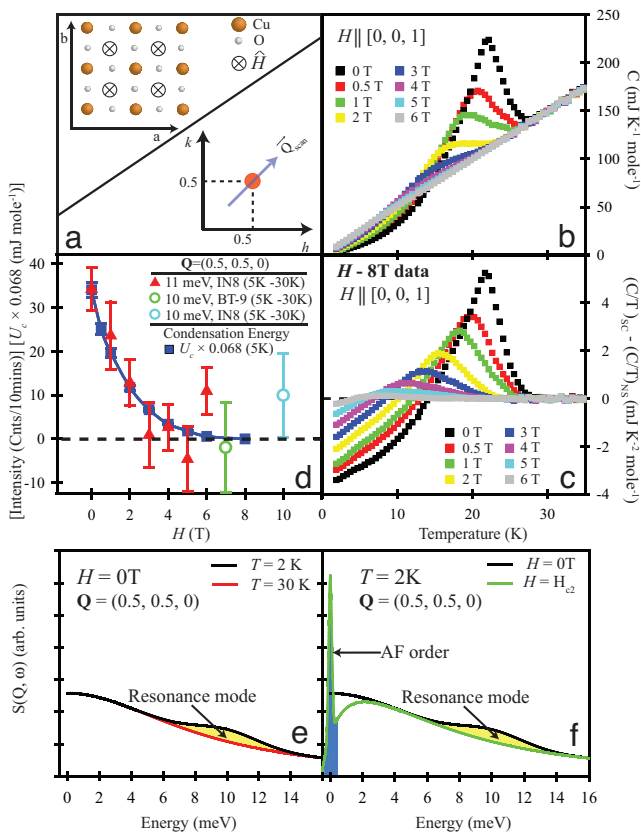 b
Cu
O
Ĥ
a
k
Q⃗scan
0.5
0.5
h
a
H || [0, 0, 1]
0 T
0.5 T
1 T
2 T
3 T
4 T
5 T
6 T
b
250
200
150
100
50
0
C (mJ K⁻¹ mole⁻¹)
[Intensity (Cnts/10mins)] [Uc × 0.068 (mJ mole⁻¹)]
40
30
20
10
0
-10
Q=(0.5, 0.5, 0)
11 meV, IN8 (5K -30K)
10 meV, BT-9 (5K -30K)
10 meV, IN8 (5K -30K)
Condensation Energy
Uc × 0.068 (5K)
d
0 2 4 6 8 10
H (T)
H - 8T data
H || [0, 0, 1]
0 T
0.5 T
1 T
2 T
3 T
4 T
5 T
6 T
c
4
2
0
-2
-4
(C/T)SC - (C/T)NS (mJ K⁻² mole⁻¹)
0 10 20 30
Temperature (K)
S(Q, ω) (arb. units)
H = 0T
Q = (0.5, 0.5, 0)
T = 2 K
T = 30 K
Resonance mode
e
0 2 4 6 8 10 12 14
Energy (meV)
T = 2K
Q = (0.5, 0.5, 0)
H = 0T
H = Hc2
AF order
Resonance mode
f
0 2 4 6 8 10 12 14 16
Energy (meV)